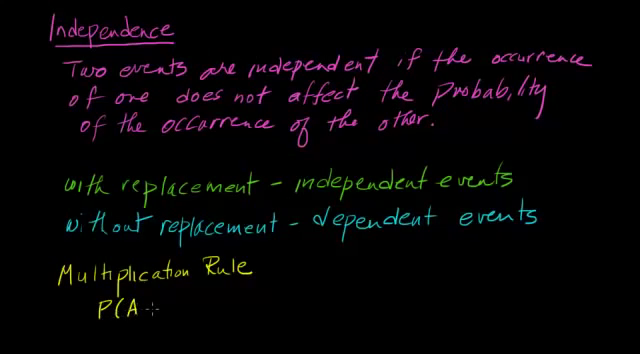 Independence
Two events are independent if the occurrence
of one does not affect the Probability
of the occurrence of the other.
with replacement - independent events
without replacement - dependent events
Multiplication Rule
P(A